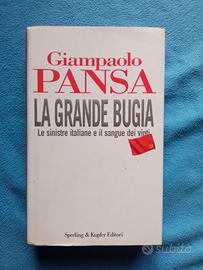 Giampaolo
PANSA
LA GRANDE BUGIA
Le sinistre italiane e il sangue dei vinti
Sperling & Kupfer Editori
subito